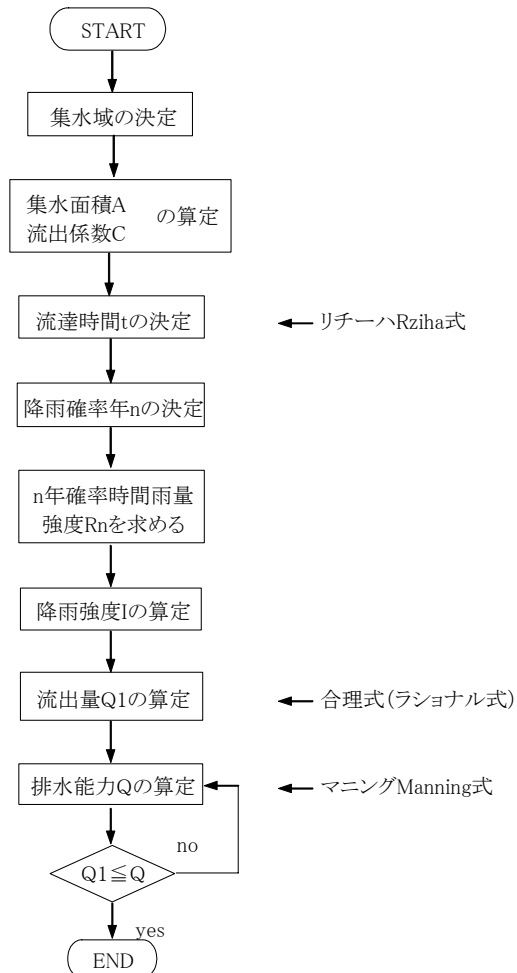 START
集水域の決定
集水面積A
流出係数C
の算定
流達時間tの決定
リチーハRziha式
降雨確率年nの決定
n年確率時間雨量
強度Rnを求める
降雨強度Iの算定
流出量Q1の算定
合理式(ラショナル式)
排水能力Qの算定
マニングManning式
no
Q1≦Q
yes
END